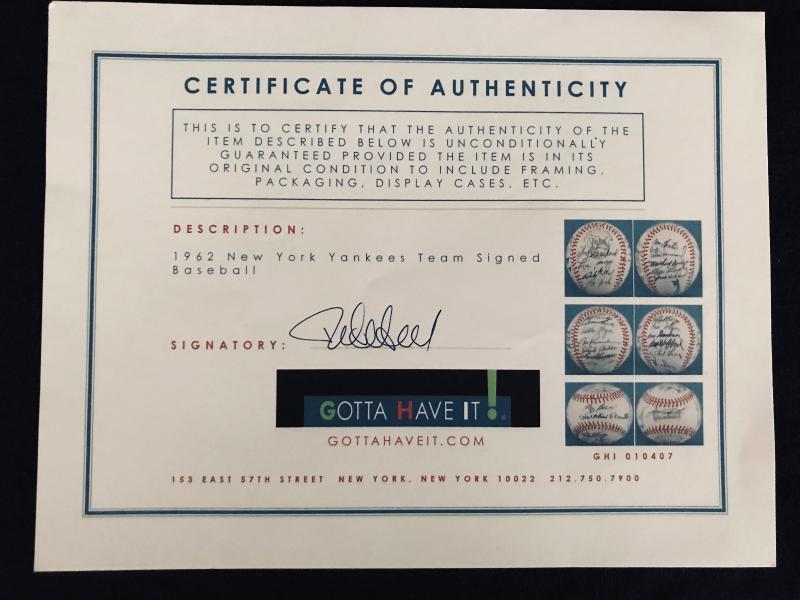 CERTIFICATE OF AUTHENTICITY
THIS IS TO CERTIFY THAT THE AUTHENTICITY OF THE
ITEM DESCRIBED BELOW IS UNCONDITIONALLY
GUARANTEED PROVIDED THE ITEM IS IN ITS
ORIGINAL CONDITION TO INCLUDE FRAMING,
PACKAGING, DISPLAY CASES, ETC.
DESCRIPTION:
1962 New York Yankees Team Signed
Baseball
SIGNATORY:
GOTTA HAVE IT!
GOTTAHAVEIT.COM
GHI 010407
153 EAST 57TH STREET NEW YORK, NEW YORK 10022 212.750.7900